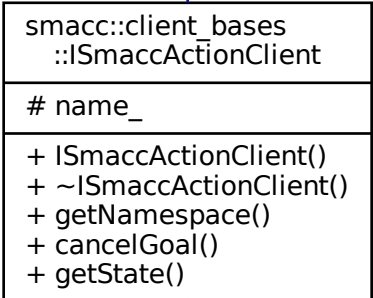 smacc::client_bases
::ISmaccActionClient
# name_
+ ISmaccActionClient()
+ ~ISmaccActionClient()
+ getNamespace()
+ cancelGoal()
+ getState()